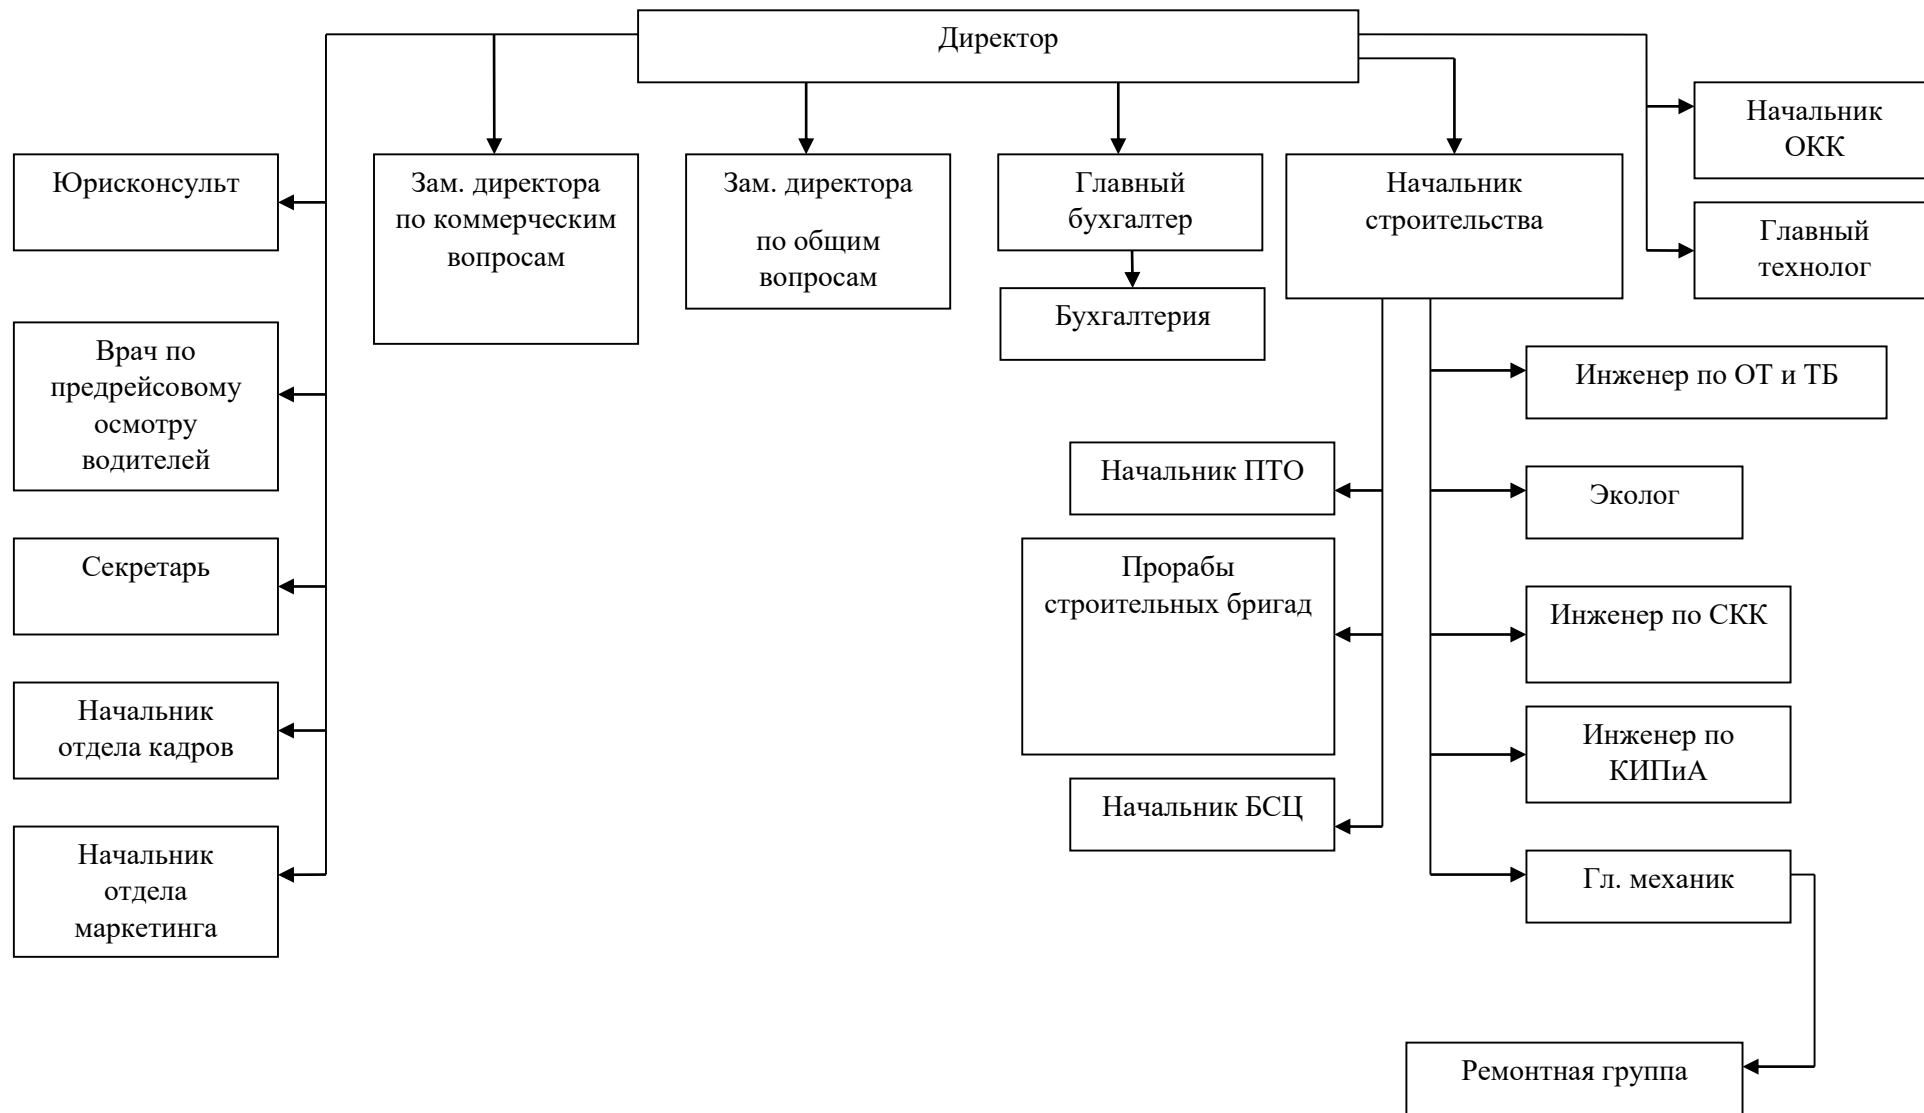 Директор
Начальник
ОКК
Юрисконсульт
Зам. директора
по коммерческим
вопросам
Зам. директора
по общим
вопросам
Главный
бухгалтер
Начальник
строительства
Главный
технолог
Бухгалтерия
Врач по
предрейсовому
осмотру
водителей
Инженер по ОТ и ТБ
Начальник ПТО
Эколог
Секретарь
Прорабы
строительных бригад
Инженер по СКК
Начальник
отдела кадров
Инженер по
КИПиА
Начальник БСЦ
Начальник
отдела
маркетинга
Гл. механик
Ремонтная группа